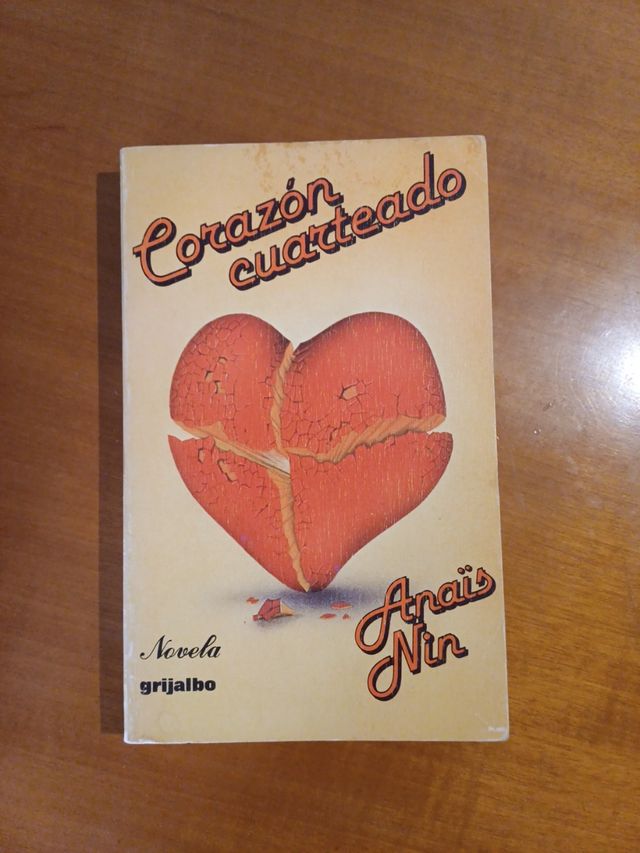 Corazón
cuarteado
Anaïs
Nin
Novela
grijalbo